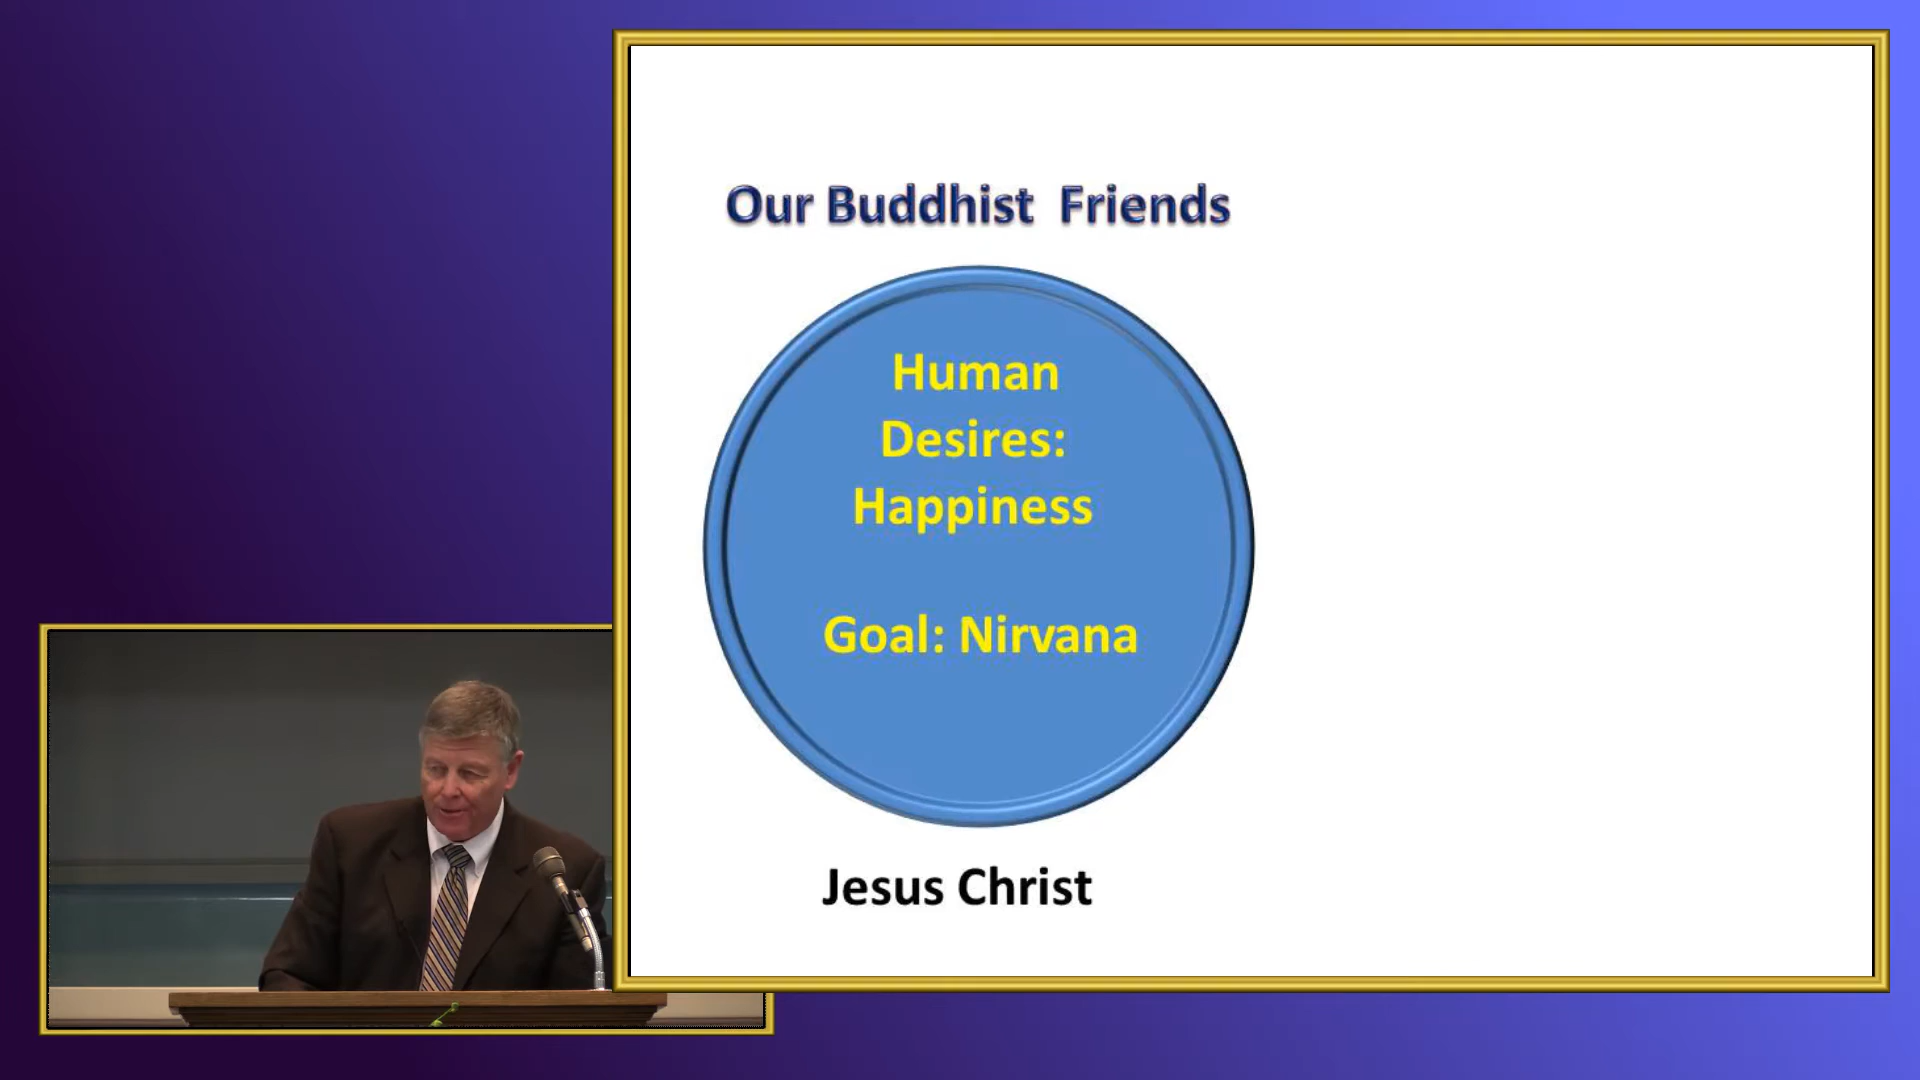 Our Buddhist  Friends
Human
Desires:
Happiness
Goal: Nirvana
Jesus Christ